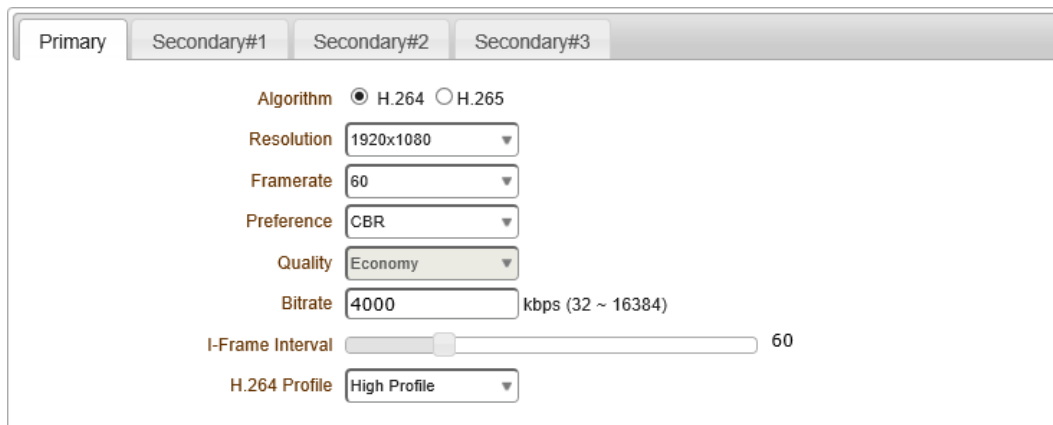 Primary Secondary#1 Secondary#2 Secondary#3
Algorithm H.264 H.265
Resolution 1920x1080
Framerate 60
Preference CBR
Quality Economy
Bitrate 4000 kbps (32 ~ 16384)
I-Frame Interval 60
H.264 Profile High Profile